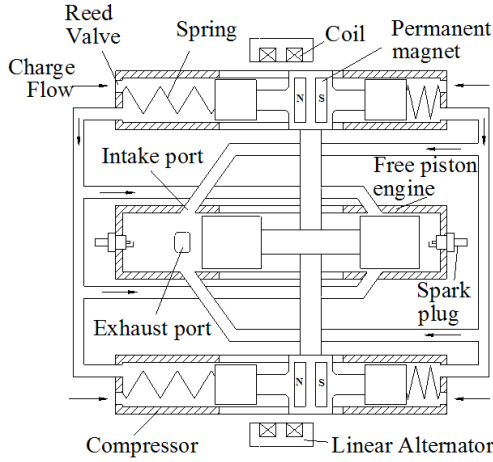 Reed
Valve
Spring
Coil
Permanent
magnet
Charge
Flow
N S
Intake port
Free piston
engine
Exhaust port
Spark
plug
N S
Compressor
Linear Alternator